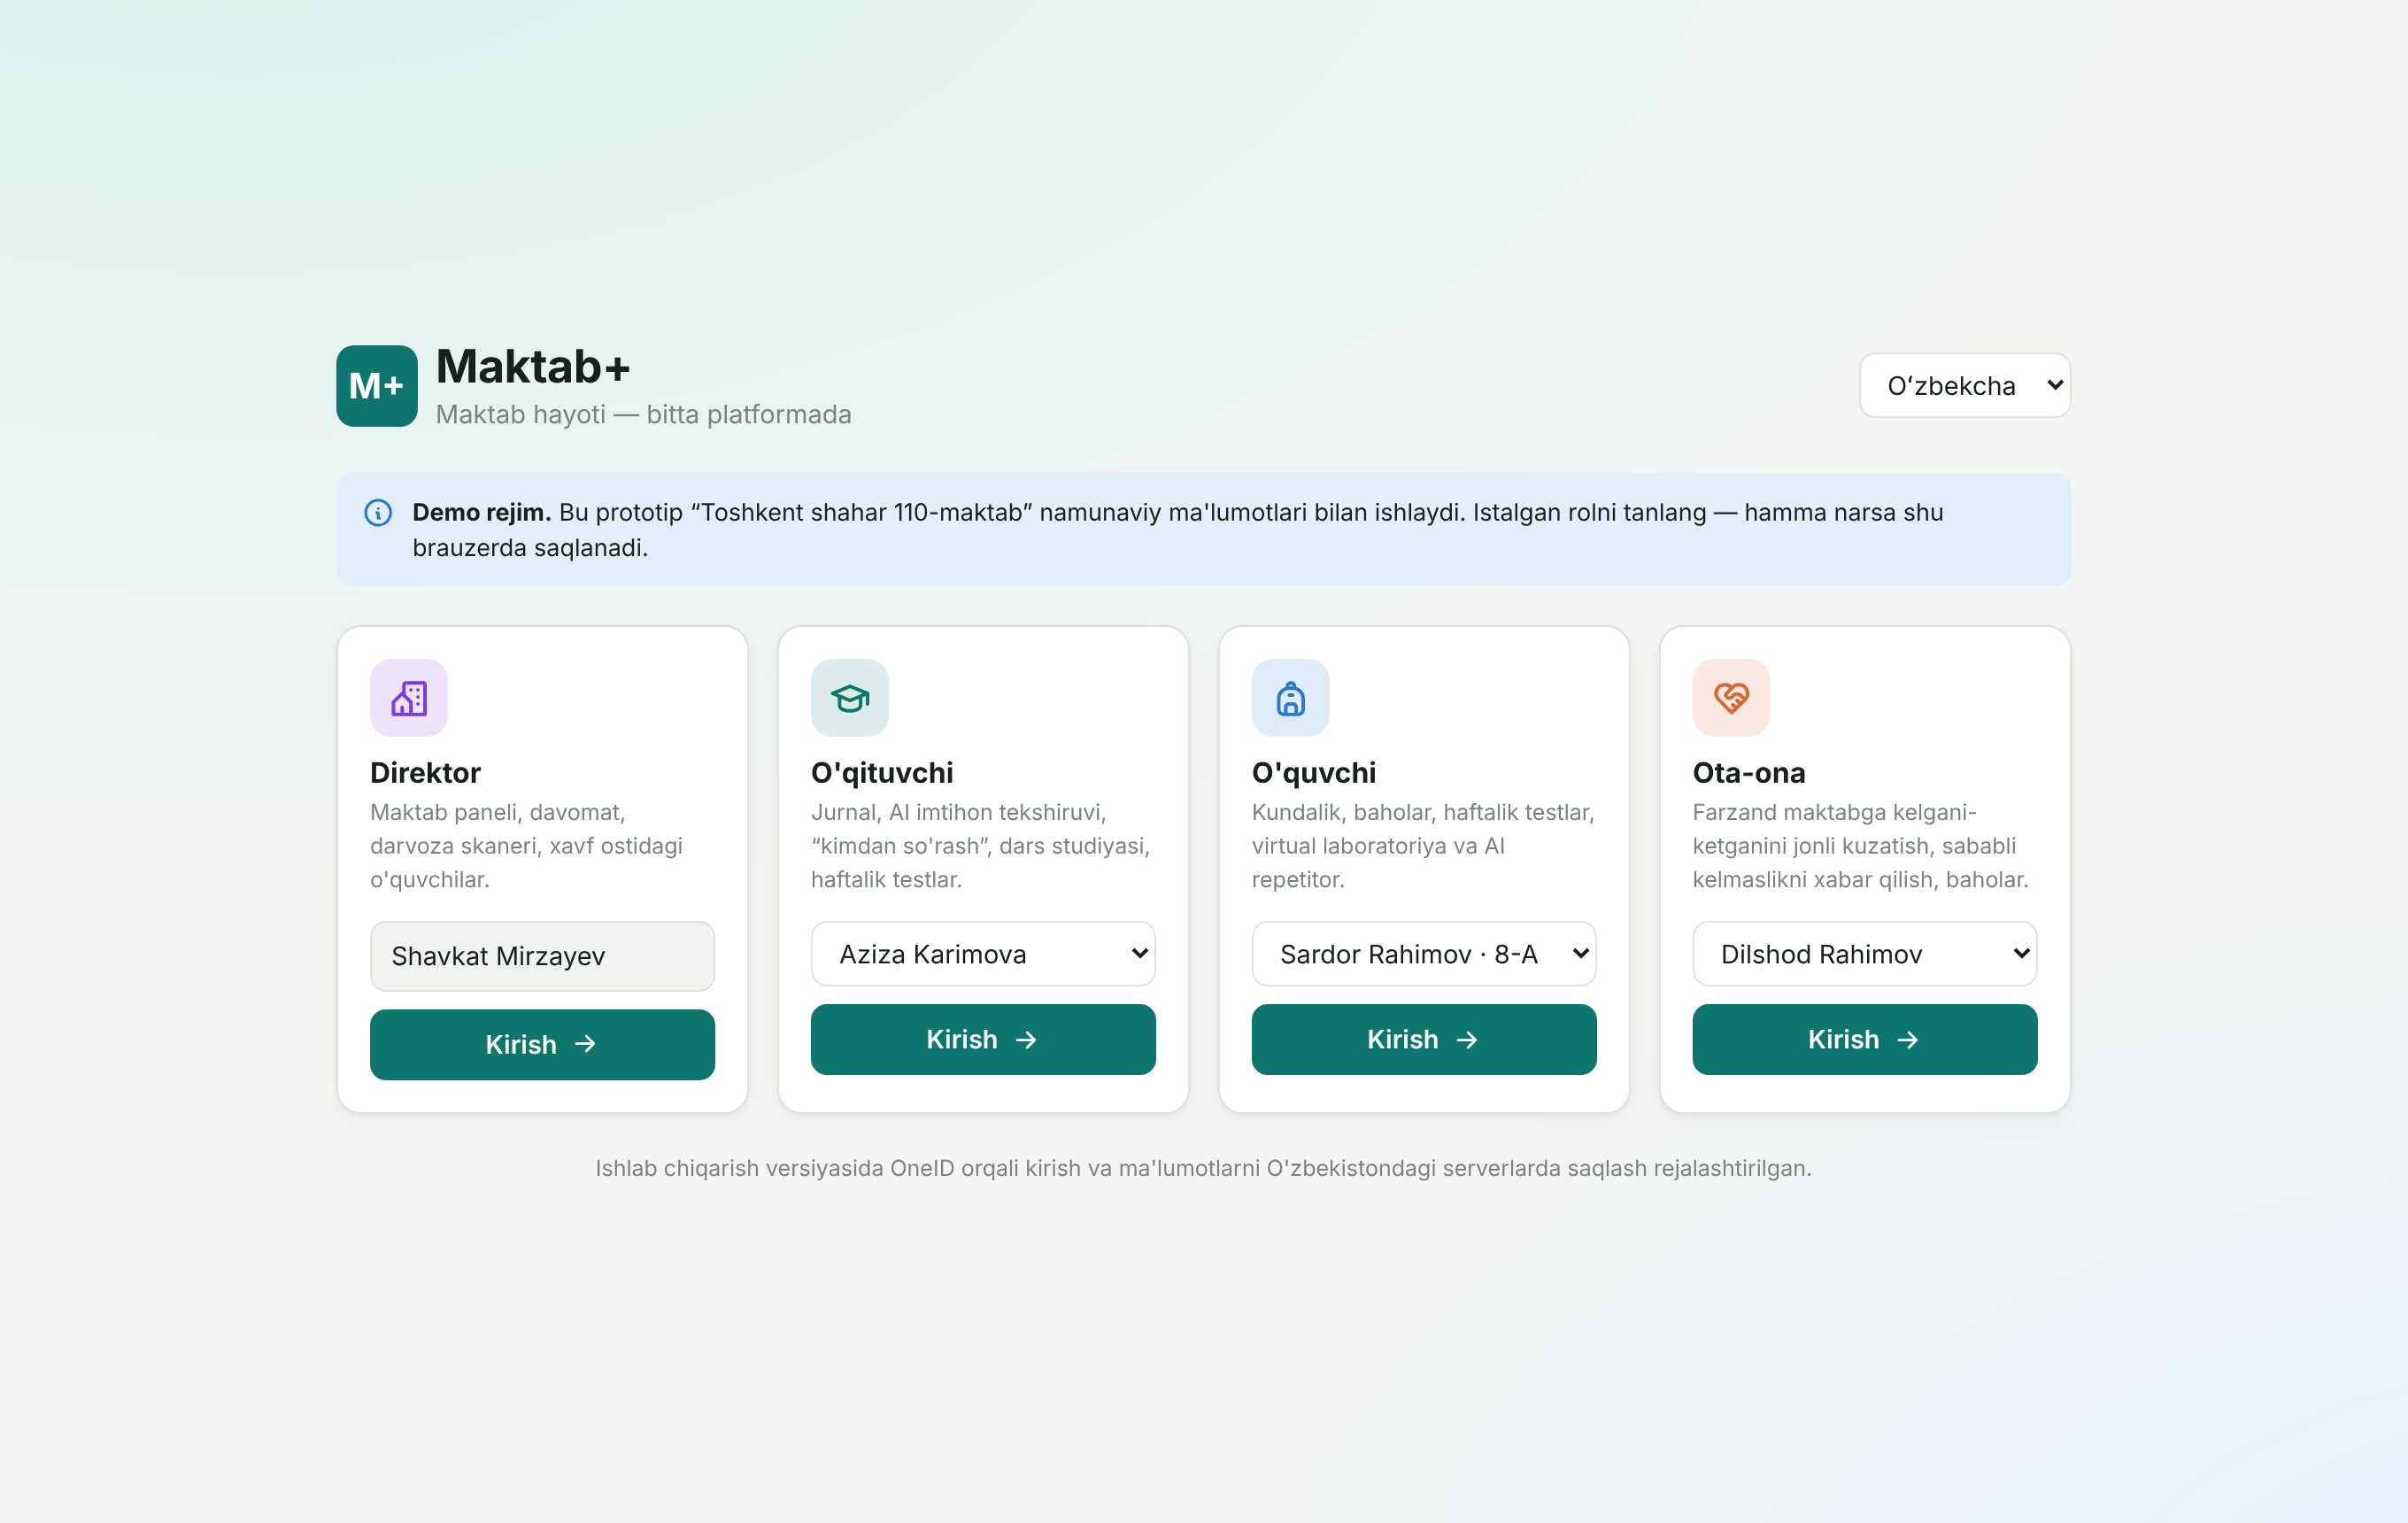 M+
Maktab+
Maktab hayoti — bitta platformada
Oʻzbekcha
Demo rejim. Bu prototip “Toshkent shahar 110-maktab” namunaviy ma'lumotlari bilan ishlaydi. Istalgan rolni tanlang — hamma narsa shu
brauzerda saqlanadi.
Direktor
Maktab paneli, davomat,
darvoza skaneri, xavf ostidagi
o'quvchilar.
Shavkat Mirzayev
Kirish →
O'qituvchi
Jurnal, AI imtihon tekshiruvi,
“kimdan so'rash”, dars studiyasi,
haftalik testlar.
Aziza Karimova
Kirish →
O'quvchi
Kundalik, baholar, haftalik testlar,
virtual laboratoriya va AI
repetitor.
Sardor Rahimov · 8-A
Kirish →
Ota-ona
Farzand maktabga kelgani-
ketganini jonli kuzatish, sababli
kelmaslikni xabar qilish, baholar.
Dilshod Rahimov
Kirish →
Ishlab chiqarish versiyasida OneID orqali kirish va ma'lumotlarni O'zbekistondagi serverlarda saqlash rejalashtirilgan.